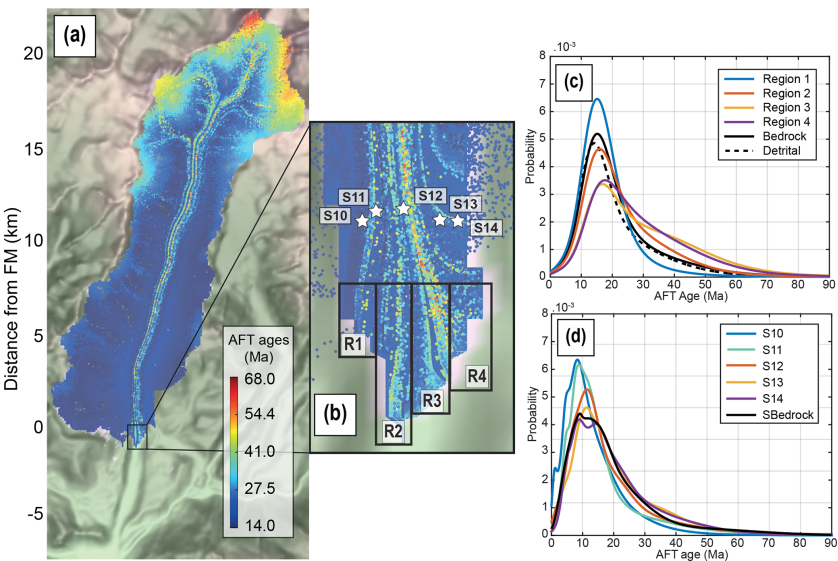 (a)
20
15
10
5
0
-5
Distance from FM (km)
AFT ages
(Ma)
68.0
54.4
41.0
27.5
14.0
S11
S12
S10
S13
S14
R1
R4
R3
R2
(b)
8 ×10⁻³
(c)
Region 1
Region 2
Region 3
Region 4
Bedrock
Detrital
7
6
5
4
3
2
1
0
Probability
0 10 20 30 40 50 60 70 80 90
AFT Age (Ma)
8 ×10⁻³
(d)
S10
S11
S12
S13
S14
SBedrock
7
6
5
4
3
2
1
0
Probability
0 10 20 30 40 50 60 70 80 90
AFT age (Ma)